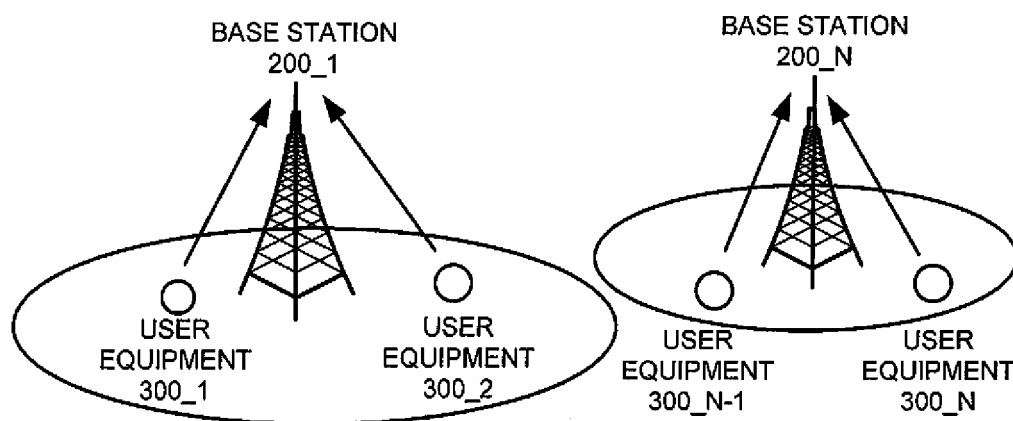 BASE STATION
200_1
BASE STATION
200_N
USER
EQUIPMENT
300_1
USER
EQUIPMENT
300_2
USER
EQUIPMENT
300_N-1
USER
EQUIPMENT
300_N